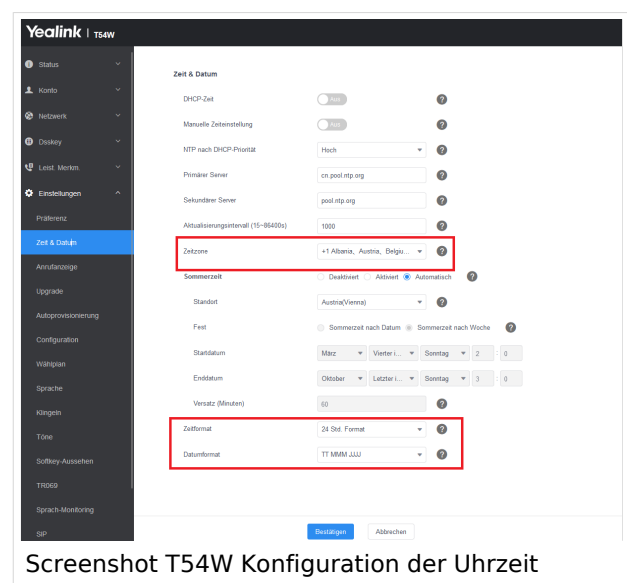 Yealink | T54W
Status
Konto
Netzwerk
Dsskey
Leist. Merkm.
Einstellungen
Präferenz
Zeit & Datum
Anrufanzeige
Upgrade
Autoprovisionierung
Configuration
Wählplan
Sprache
Klingeln
Töne
Softkey-Aussehen
TR069
Sprach-Monitoring
SIP
Zeit & Datum
DHCP-Zeit Aus ?
Manuelle Zeiteinstellung Aus ?
NTP nach DHCP-Priorität Hoch ?
Primärer Server cn.pool.ntp.org ?
Sekundärer Server pool.ntp.org ?
Aktualisierungsintervall (15~86400s) 1000 ?
Zeitzone +1 Albania, Austria, Belgiu... ?
Sommerzeit Deaktiviert Aktiviert Automatisch ?
Standort Austria(Vienna) ?
Fest Sommerzeit nach Datum Sommerzeit nach Woche ?
Startdatum März Vierter i... Sonntag 2 : 0
Enddatum Oktober Letzter i... Sonntag 3 : 0
Versatz (Minuten) 60 ?
Zeitformat 24 Std. Format ?
Datumformat TT MMM JJJJ ?
Bestätigen Abbrechen
Screenshot T54W Konfiguration der Uhrzeit